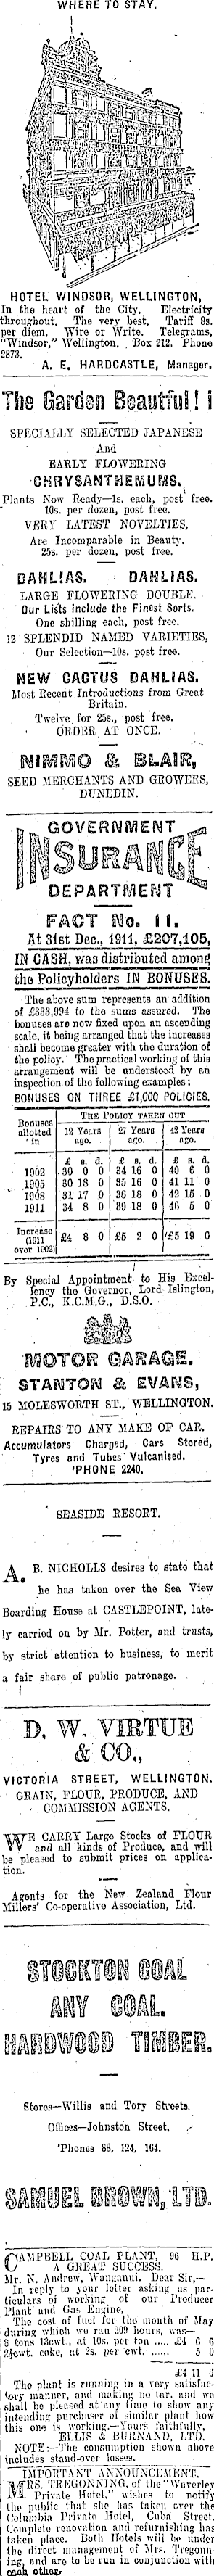 WHERE TO STAY.
HOTEL WINDSOR, WELLINGTON,
In the heart of the City. Electricity
throughout. The very best. Tariff 8s.
per diem. Wire or Write. Telegrams,
"Windsor," Wellington. Box 212. Phone
2873.
A. E. HARDCASTLE, Manager.
The Garden Beautful! !
SPECIALLY SELECTED JAPANESE
And
EARLY FLOWERING
CHRYSANTHEMUMS.
Plants Now Ready—1s. each, post free.
10s. per dozen, post free.
VERY LATEST NOVELTIES,
Are Incomparable in Beauty.
25s. per dozen, post free.
DAHLIAS. DAHLIAS.
LARGE FLOWERING DOUBLE.
Our Lists include the Finest Sorts.
One shilling each, post free.
12 SPLENDID NAMED VARIETIES,
Our Selection—10s. post free.
NEW CACTUS DAHLIAS.
Most Recent Introductions from Great
Britain.
Twelve for 25s., post free.
ORDER AT ONCE.
NIMMO & BLAIR,
SEED MERCHANTS AND GROWERS,
DUNEDIN.
GOVERNMENT
INSURANCE
DEPARTMENT
FACT No. 11.
At 31st Dec., 1911, £207,105,
IN CASH, was distributed among
the Policyholders IN BONUSES.
The above sum represents an addition
of £333,994 to the sums assured. The
bonuses are now fixed upon an ascending
scale, it being arranged that the increases
shall become greater with the duration of
the policy. The practical working of this
arrangement will be understood by an
inspection of the following examples:
BONUSES ON THREE £1,000 POLICIES.
Bonuses allotted in THE POLICY TAKEN OUT
12 Years ago. 27 Years ago. 42 Years ago.
£ s. d. £ s. d. £ s. d.
1902 30 0 0 34 16 0 40 6 0
1905 30 18 0 35 16 0 41 11 0
1908 31 17 0 36 18 0 42 15 0
1911 34 8 0 39 18 0 46 5 0
Increase (1911 over 1902) £4 8 0 £5 2 0 £5 19 0
By Special Appointment to His Excel-
lency the Governor, Lord Islington,
P.C., K.C.M.G., D.S.O.
MOTOR GARAGE.
STANTON & EVANS,
15 MOLESWORTH ST., WELLINGTON.
REPAIRS TO ANY MAKE OF CAR.
Accumulators Charged, Cars Stored,
Tyres and Tubes Vulcanised.
'PHONE 2240.
SEASIDE RESORT.
A. B. NICHOLLS desires to state that
he has taken over the Sea View
Boarding House at CASTLEPOINT, late-
ly carried on by Mr. Potter, and trusts,
by strict attention to business, to merit
a fair share of public patronage.
D. W. VIRTUE
& CO.,
VICTORIA STREET, WELLINGTON.
GRAIN, FLOUR, PRODUCE, AND
COMMISSION AGENTS.
WE CARRY Large Stocks of FLOUR
and all kinds of Produce, and will
be pleased to submit prices on applica-
tion.
Agents for the New Zealand Flour
Millers' Co-operative Association, Ltd.
STOCKTON COAL
ANY COAL.
HARDWOOD TIMBER.
Stores—Willis and Tory Streets.
Offices—Johnston Street.
'Phones 88, 124, 164.
SAMUEL BROWN, LTD.
CAMPBELL COAL PLANT, 96 H.P.
A GREAT SUCCESS.
Mr. N. Andrew, Wanganui. Dear Sir,—
In reply to your letter asking us par-
ticulars of working of our Producer
Plant and Gas Engine,
The cost of fuel for the month of May
during which we ran 209 hours, was—
8 tons 13cwt., at 10s. per ton .... £4 6 6
2½cwt. coke, at 2s. per cwt. ...... 5 0
£4 11 6
The plant is running in a very satisfac-
tory manner, and making no tar, and we
shall be pleased at any time to show any
intending purchaser of similar plant how
this one is working.—Yours faithfully,
ELLIS & BURNAND, LTD.
NOTE:—The consumption shown above
includes stand-over losses.
IMPORTANT ANNOUNCEMENT.
MRS. TREGONNING, of the "Waverley
Private Hotel," wishes to notify
the public that she has taken over the
Columbia Private Hotel, Cuba Street.
Complete renovation and refurnishing has
taken place. Both Hotels will be under
the direct management of Mrs. Tregonn-
ing, and are to be run in conjunction with
each other.